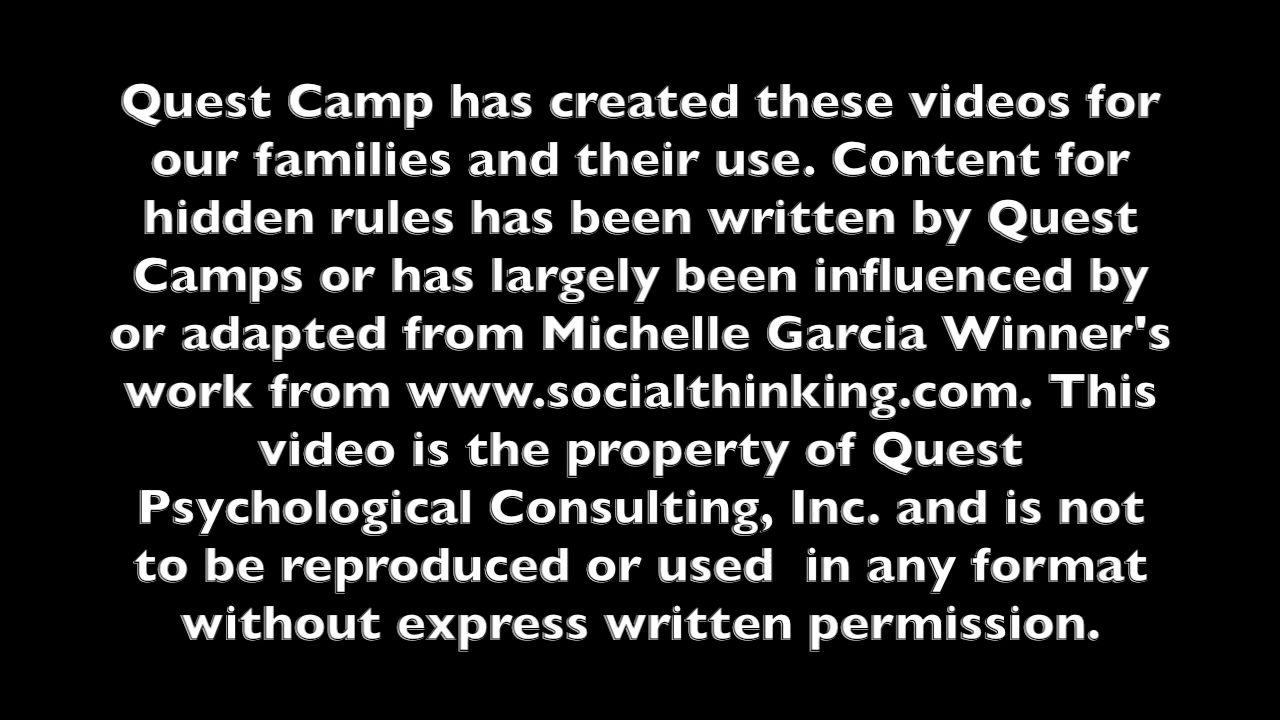 Quest Camp has created these videos for
our families and their use. Content for
hidden rules has been written by Quest
Camps or has largely been influenced by
or adapted from Michelle Garcia Winner's
work from www.socialthinking.com. This
video is the property of Quest
Psychological Consulting, Inc. and is not
to be reproduced or used  in any format
without express written permission.